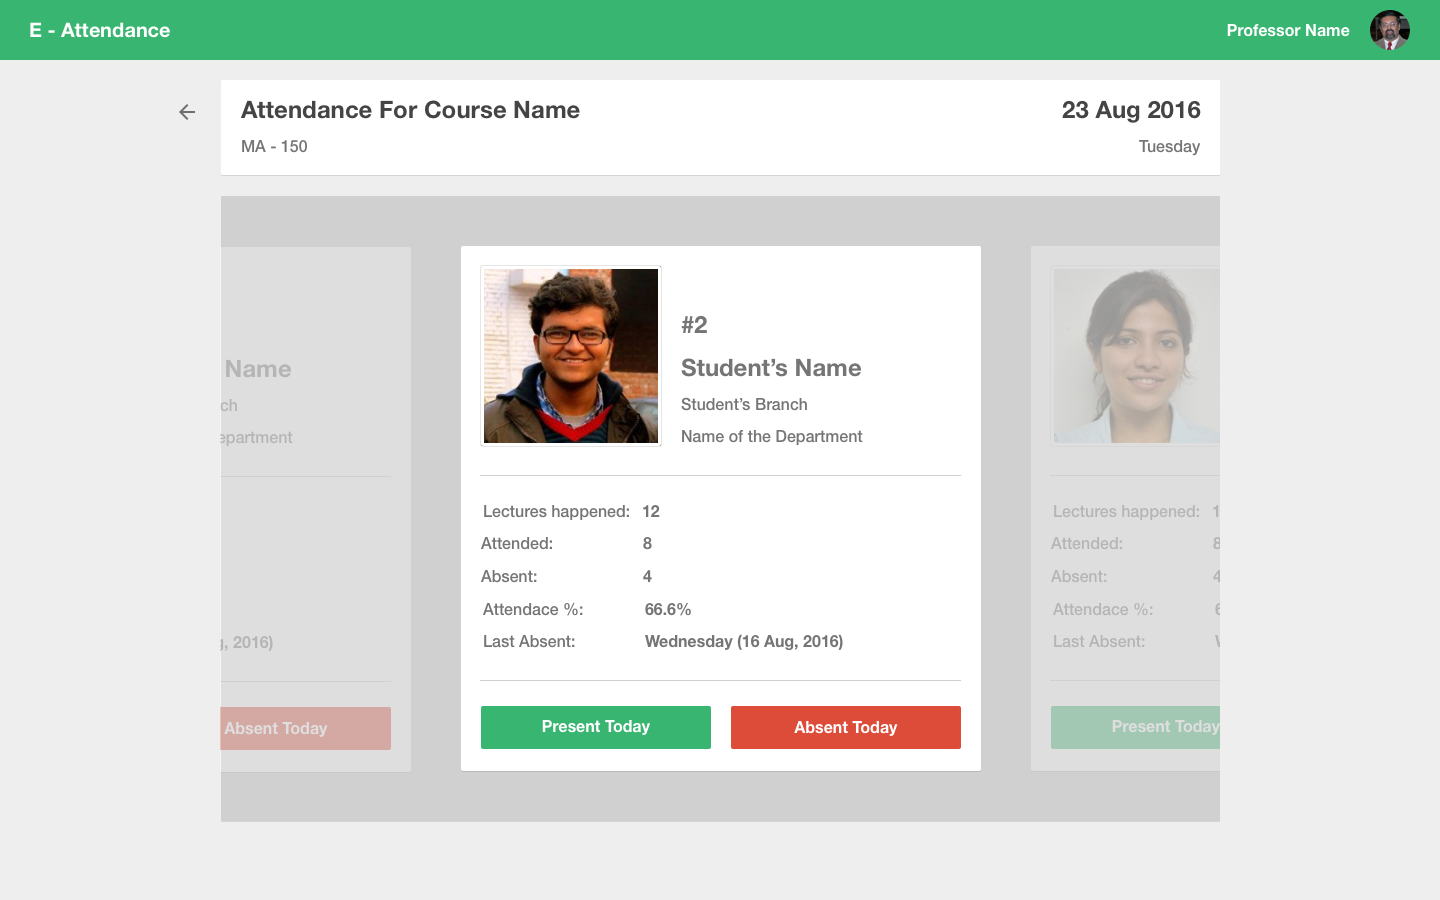 E - Attendance
Professor Name
Attendance For Course Name
23 Aug 2016
MA - 150
Tuesday
Name
ch
epartment
, 2016)
Absent Today
#2
Student’s Name
Student’s Branch
Name of the Department
Lectures happened: 12
Attended: 8
Absent: 4
Attendace %: 66.6%
Last Absent: Wednesday (16 Aug, 2016)
Present Today
Absent Today
Lectures happened: 1
Attended: 8
Absent: 4
Attendace %: 6
Last Absent:
Present Today